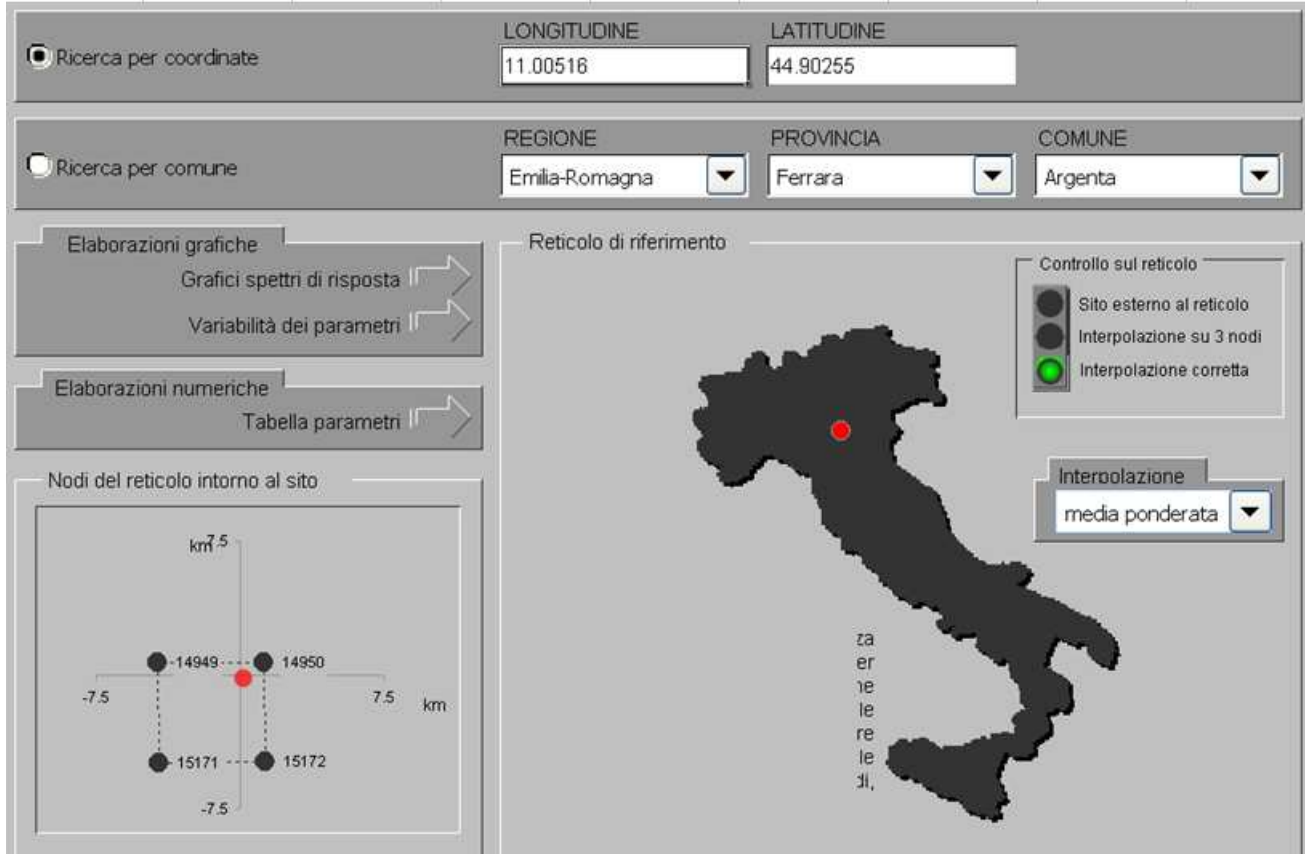 LONGITUDINE LATITUDINE
Ricerca per coordinate 11.00516 44.90255
REGIONE PROVINCIA COMUNE
Ricerca per comune Emilia-Romagna Ferrara Argenta
Elaborazioni grafiche
Grafici spettri di risposta
Variabilità dei parametri
Elaborazioni numeriche
Tabella parametri
Nodi del reticolo intorno al sito
km 7.5
14949 14950
-7.5 7.5 km
15171 15172
-7.5
Reticolo di riferimento
Controllo sul reticolo
Sito esterno al reticolo
Interpolazione su 3 nodi
Interpolazione corretta
Interpolazione
media ponderata
za
er
ne
le
re
le
di,